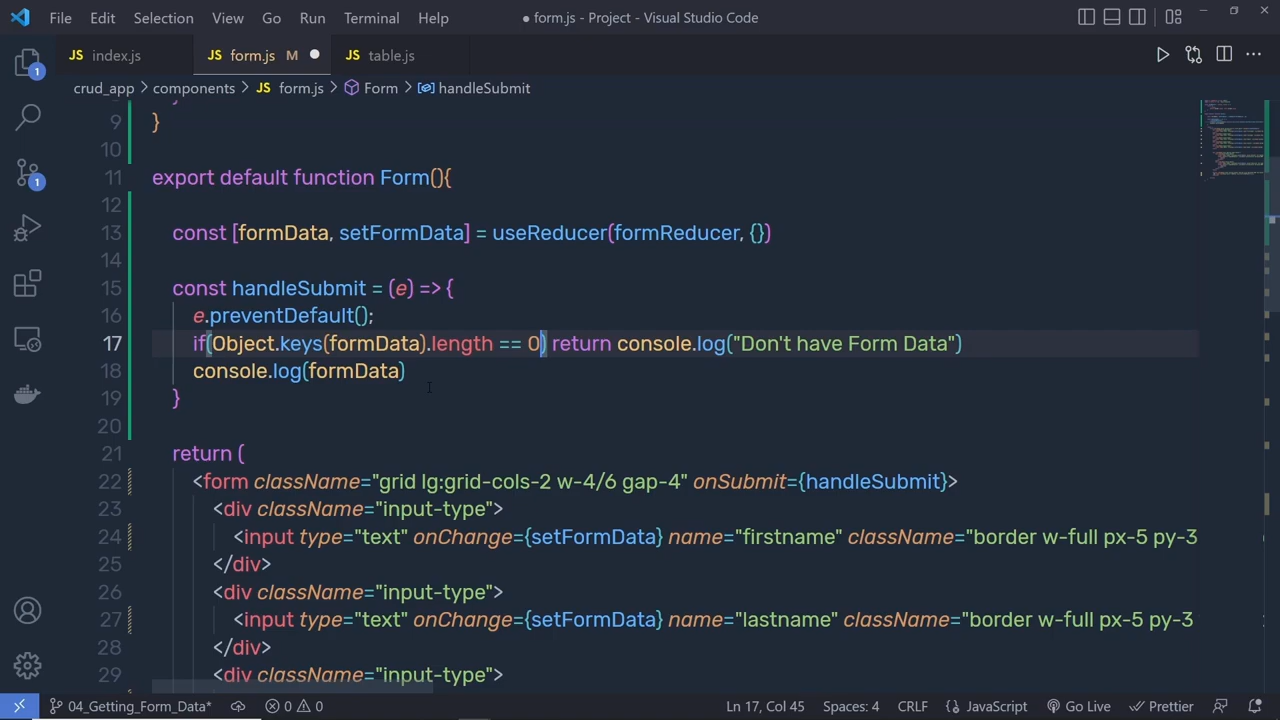 File Edit Selection View Go Run Terminal Help
● form.js - Project - Visual Studio Code
JS index.js
JS form.js M ●
JS table.js
crud_app > components > JS form.js > Form > handleSubmit
9 }
10
11 export default function Form(){
12
13 const [formData, setFormData] = useReducer(formReducer, {})
14
15 const handleSubmit = (e) => {
16 e.preventDefault();
17 if(Object.keys(formData).length == 0) return console.log("Don't have Form Data")
18 console.log(formData)
19 }
20
21 return (
22 <form className="grid lg:grid-cols-2 w-4/6 gap-4" onSubmit={handleSubmit}>
23 <div className="input-type">
24 <input type="text" onChange={setFormData} name="firstname" className="border w-full px-5 py-3
25 </div>
26 <div className="input-type">
27 <input type="text" onChange={setFormData} name="lastname" className="border w-full px-5 py-3
28 </div>
29 <div className="input-type">
1
1
04_Getting_Form_Data* 0 0 Ln 17, Col 45 Spaces: 4 CRLF {} JavaScript Go Live Prettier